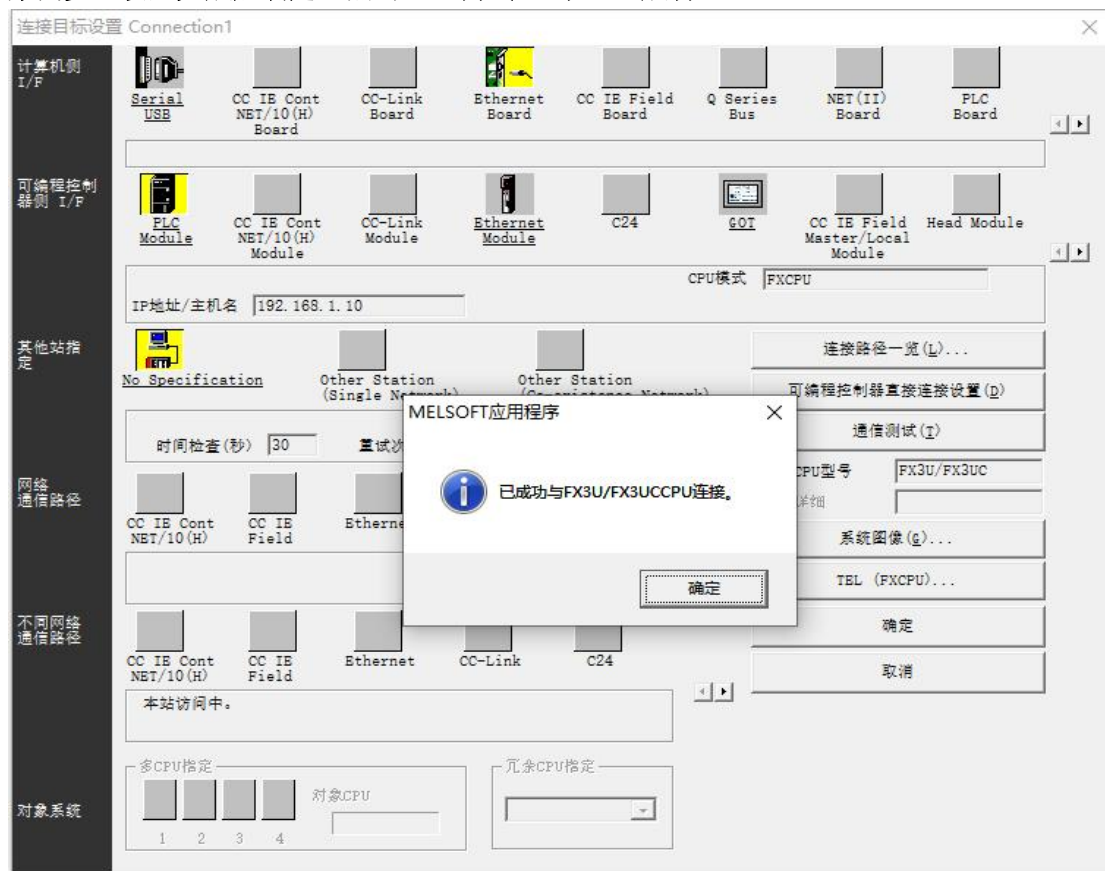 连接目标设置 Connection1
计算机侧
I/F
Serial
USB
CC IE Cont
NET/10(H)
Board
CC-Link
Board
Ethernet
Board
CC IE Field
Board
Q Series
Bus
NET(II)
Board
PLC
Board
可编程控制
器侧 I/F
PLC
Module
CC IE Cont
NET/10(H)
Module
CC-Link
Module
Ethernet
Module
C24
GOT
CC IE Field
Master/Local
Module
Head Module
CPU模式 FXCPU
IP地址/主机名 192.168.1.10
其他站指
定
No Specification
Other Station
(Single Network)
Other Station
(Co-existence Network)
连接路径一览(L)...
可编程控制器直接连接设置(D)
通信测试(T)
时间检查(秒) 30 重试次
CPU型号 FX3U/FX3UC
详细
MELSOFT应用程序
已成功与FX3U/FX3UCCPU连接。
确定
网络
通信路径
CC IE Cont
NET/10(H)
CC IE
Field
Etherne
系统图像(G)...
TEL (FXCPU)...
确定
取消
不同网络
通信路径
CC IE Cont
NET/10(H)
CC IE
Field
Ethernet
CC-Link
C24
本站访问中。
对象系统
多CPU指定
1 2 3 4
对象CPU
冗余CPU指定